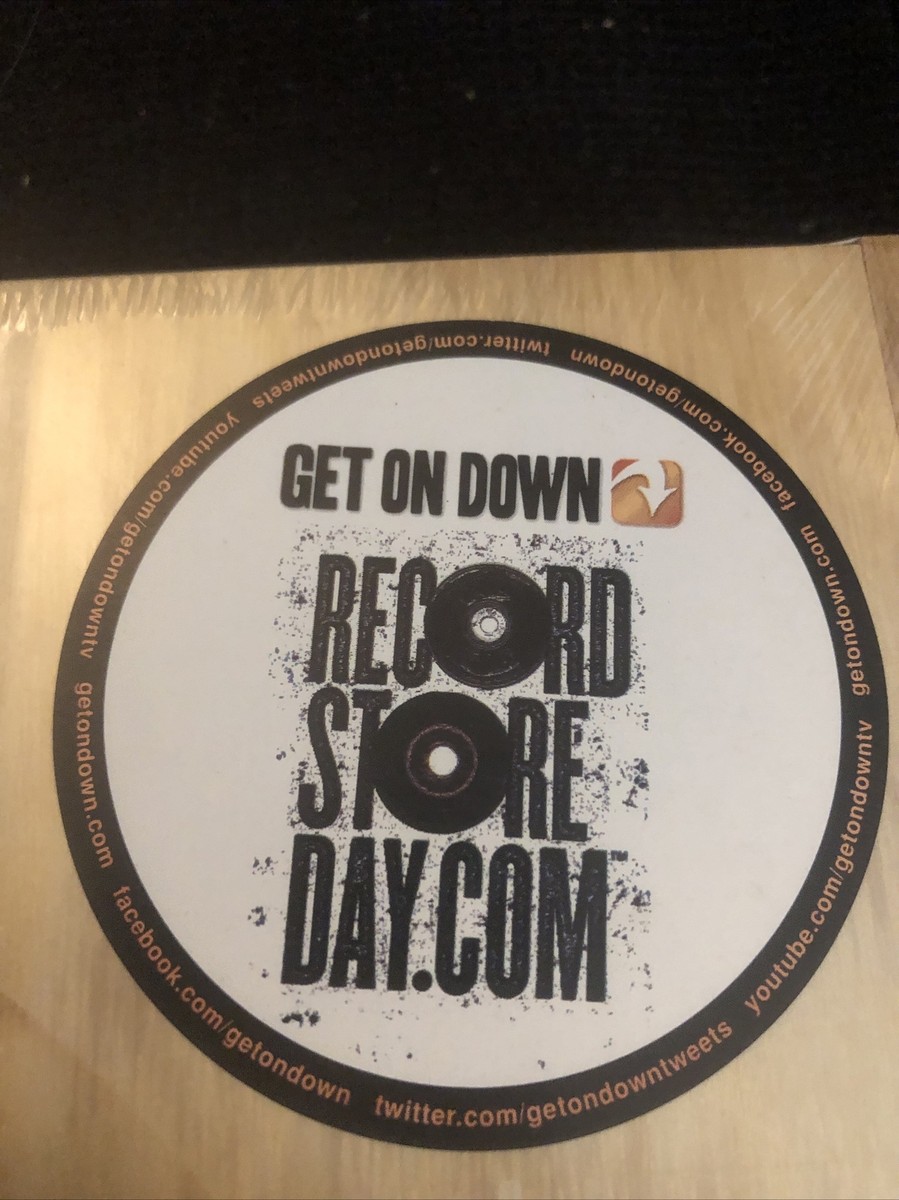 GET ON DOWN
RECORD
STORE
DAY.COM
getondown.com facebook.com/getondown twitter.com/getondowntweets youtube.com/getondowntv getondown.com facebook.com/getondown twitter.com/getondowntweets youtube.com/getondowntv